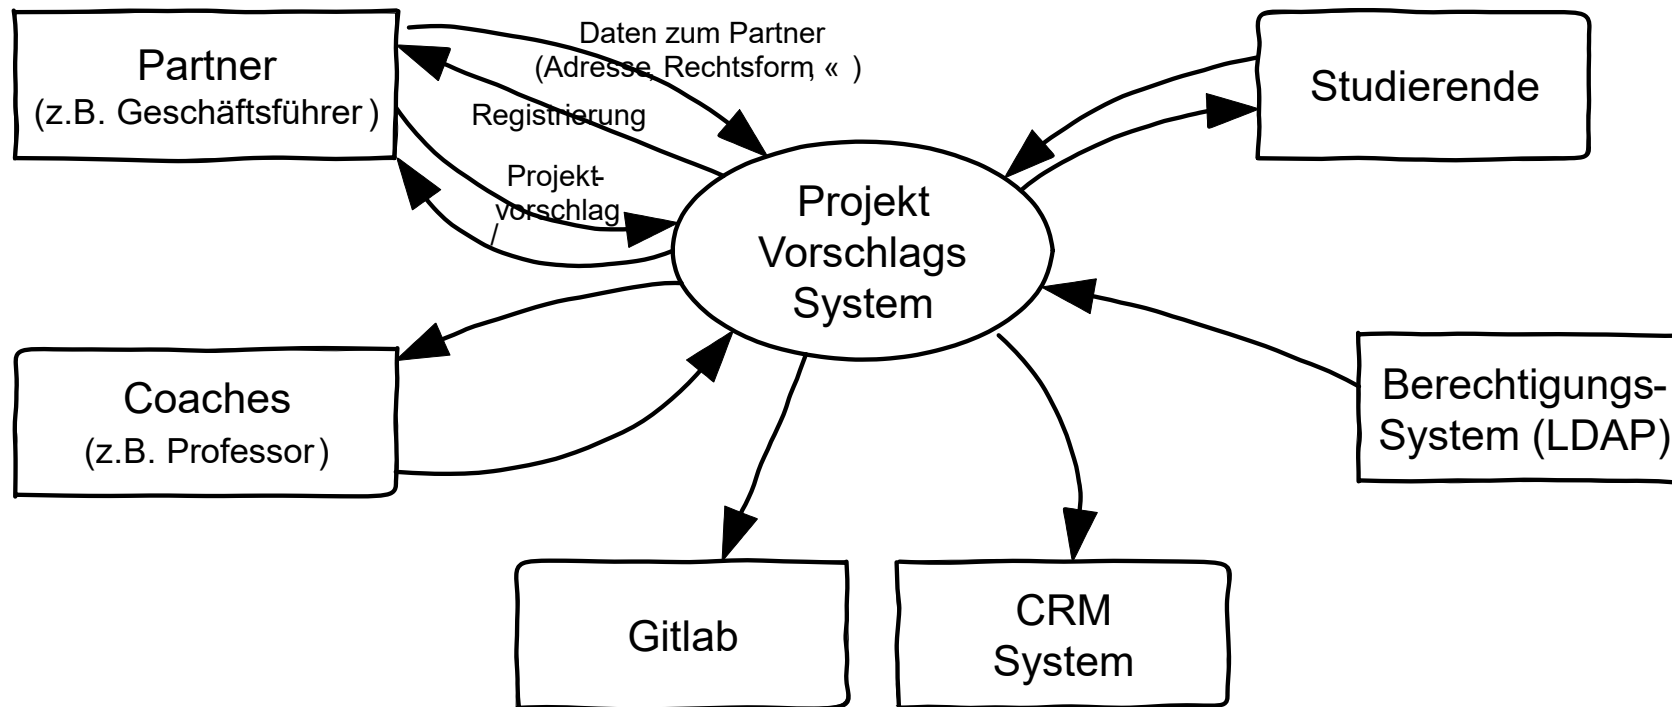 Partner
(z.B. Geschäftsführer)
Daten zum Partner
(Adresse, Rechtsform, « )
Registrierung
Projekt-
vorschlag
/
Studierende
Projekt
Vorschlags
System
Coaches
(z.B. Professor)
Berechtigungs-
System (LDAP)
Gitlab
CRM
System